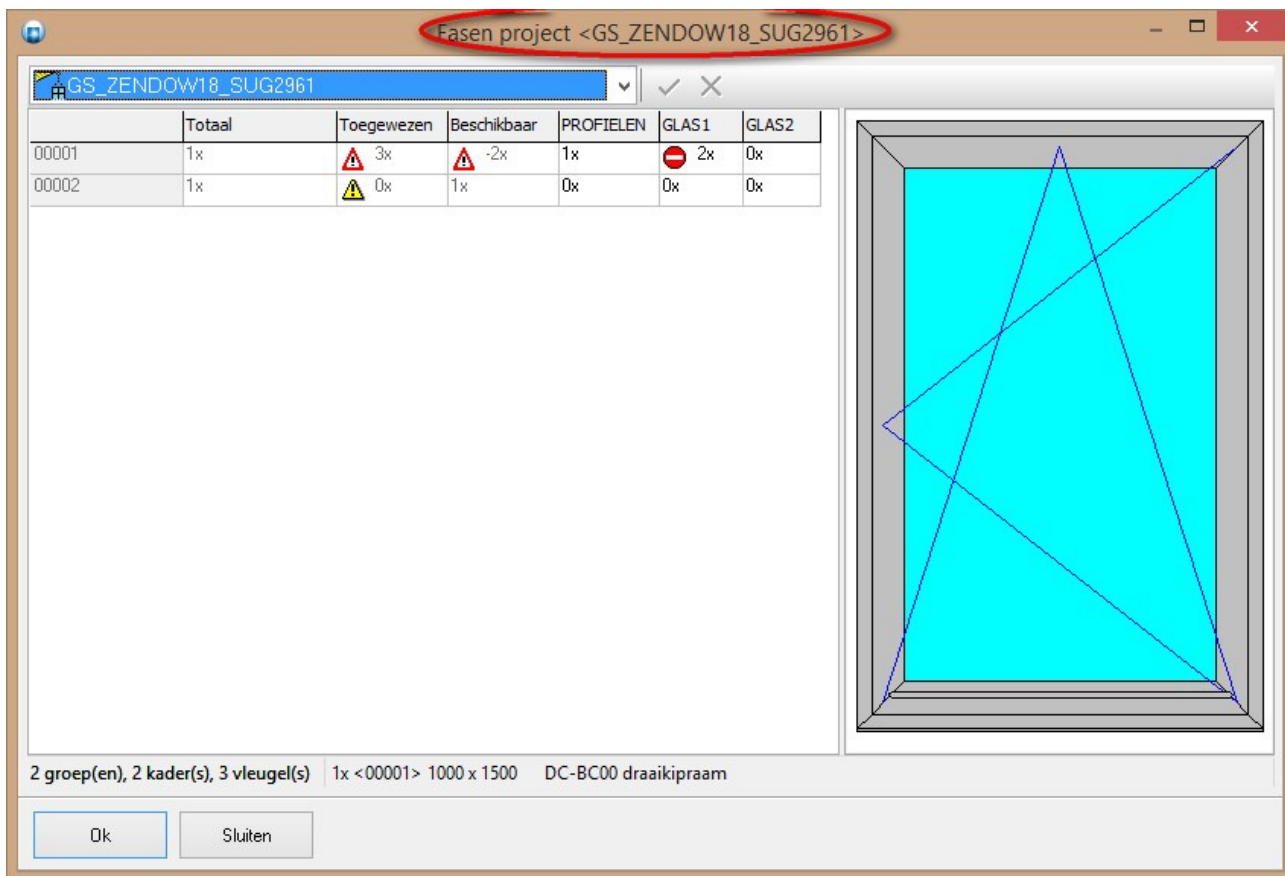 Fasen project <GS_ZENDOW18_SUG2961>
GS_ZENDOW18_SUG2961
Totaal Toegewezen Beschikbaar PROFIELEN GLAS1 GLAS2
00001 1x 3x -2x 1x 2x 0x
00002 1x 0x 1x 0x 0x 0x
2 groep(en), 2 kader(s), 3 vleugel(s) 1x <00001> 1000 x 1500 DC-BC00 draaikipraam
Ok Sluiten